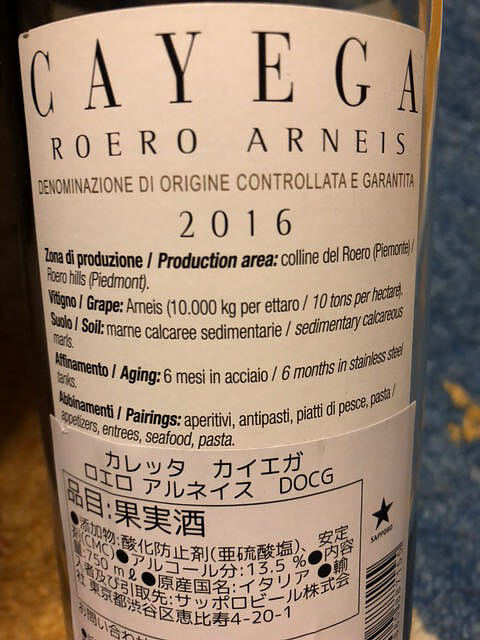 CAYEGA
ROERO ARNEIS
DENOMINAZIONE DI ORIGINE CONTROLLATA E GARANTITA
2016
Zona di produzione / Production area: colline del Roero (Piemonte) /
Roero hills (Piedmont).
Vitigno / Grape: Arneis (10.000 kg per ettaro / 10 tons per hectare).
Suolo / Soil: marne calcaree sedimentarie / sedimentary calcareous
marls.
Affinamento / Aging: 6 mesi in acciaio / 6 months in stainless steel
tanks.
Abbinamenti / Pairings: aperitivi, antipasti, piatti di pesce, pasta /
appetizers, entrees, seafood, pasta.
カレッタ カイエガ
ロエロ アルネイス DOCG
品目:果実酒
●添加物:酸化防止剤(亜硫酸塩)、安定
剤(CMC)●アルコール分:13.5%●内容
量:750mℓ●原産国名:イタリア●輸
入者及び引取先:サッポロビール株式会
社 東京都渋谷区恵比寿4-20-1
お問い合わ
SAPPORO